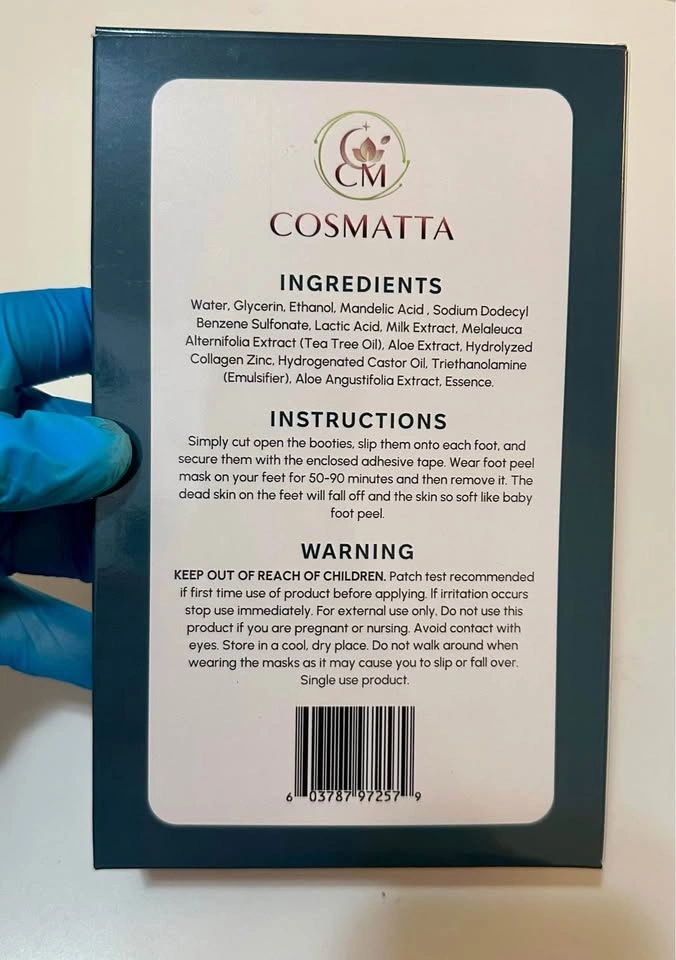 CM
COSMATTA
INGREDIENTS
Water, Glycerin, Ethanol, Mandelic Acid , Sodium Dodecyl
Benzene Sulfonate, Lactic Acid, Milk Extract, Melaleuca
Alternifolia Extract (Tea Tree Oil), Aloe Extract, Hydrolyzed
Collagen Zinc, Hydrogenated Castor Oil, Triethanolamine
(Emulsifier), Aloe Angustifolia Extract, Essence.
INSTRUCTIONS
Simply cut open the booties, slip them onto each foot, and
secure them with the enclosed adhesive tape. Wear foot peel
mask on your feet for 50-90 minutes and then remove it. The
dead skin on the feet will fall off and the skin so soft like baby
foot peel.
WARNING
KEEP OUT OF REACH OF CHILDREN. Patch test recommended
if first time use of product before applying. If irritation occurs
stop use immediately. For external use only. Do not use this
product if you are pregnant or nursing. Avoid contact with
eyes. Store in a cool, dry place. Do not walk around when
wearing the masks as it may cause you to slip or fall over.
Single use product.
6 03787 97257 9